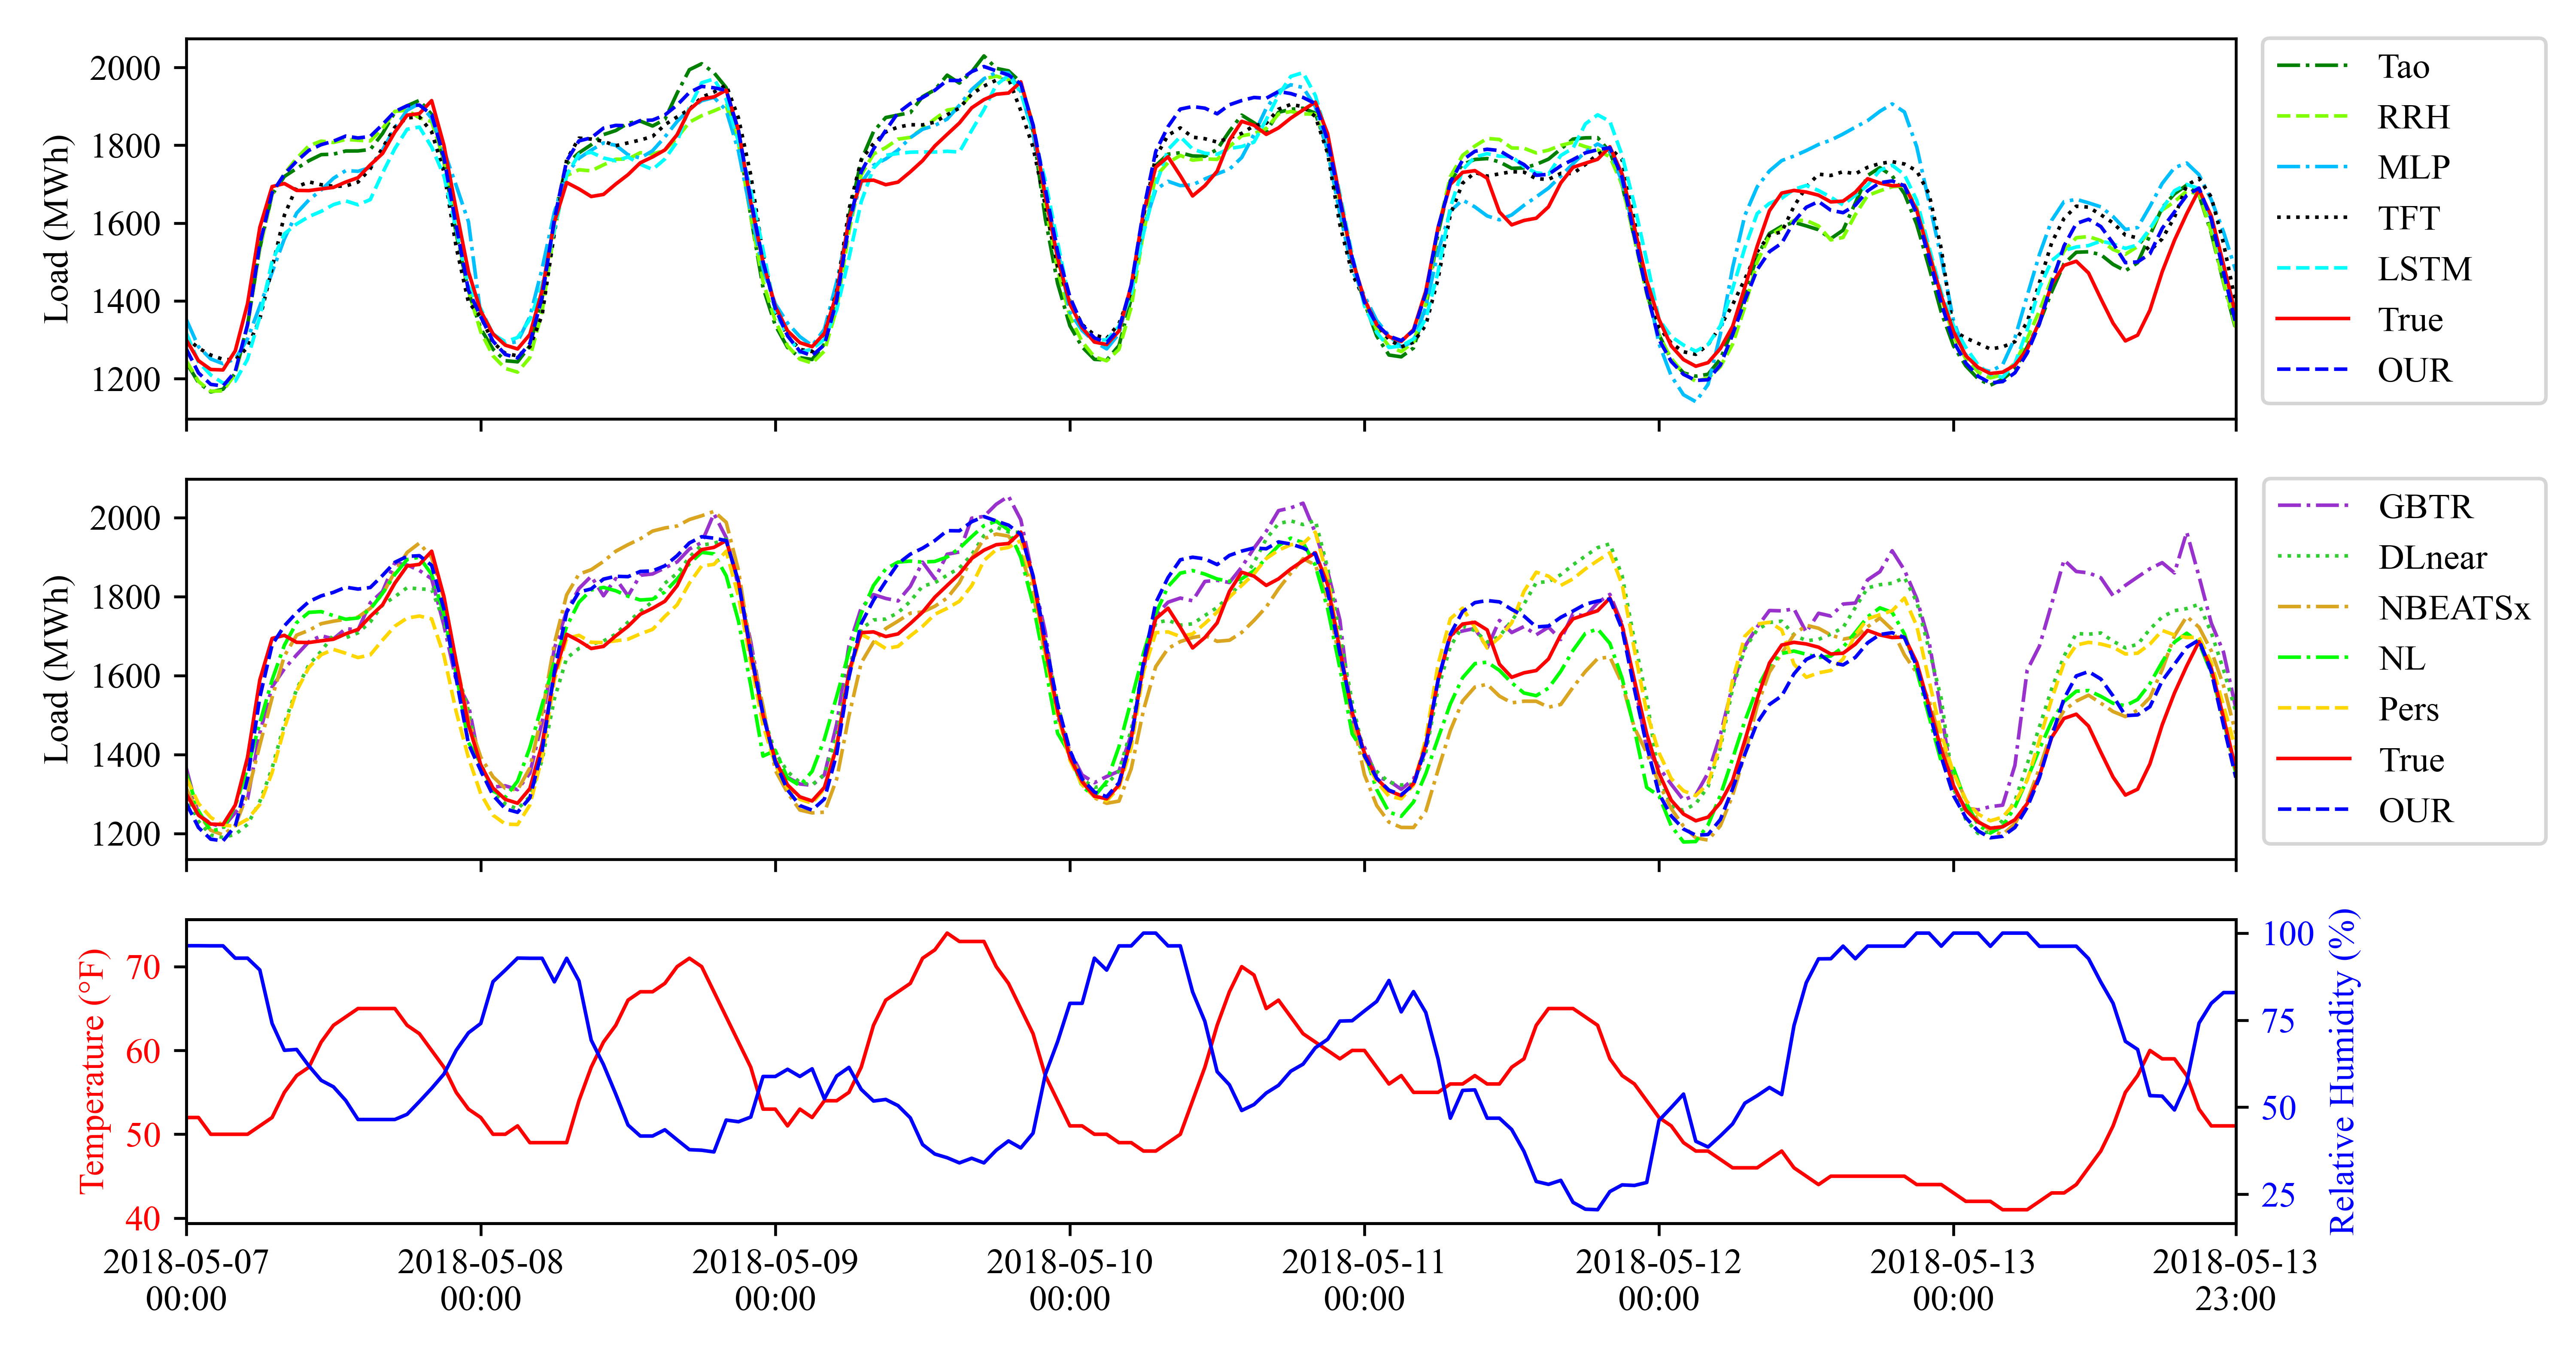 Load (MWh)
2000
1800
1600
1400
1200
Tao
RRH
MLP
TFT
LSTM
True
OUR
Load (MWh)
2000
1800
1600
1400
1200
GBTR
DLnear
NBEATSx
NL
Pers
True
OUR
Temperature (°F)
70
60
50
40
100
75
50
25
Relative Humidity (%)
2018-05-07 2018-05-08 2018-05-09 2018-05-10 2018-05-11 2018-05-12 2018-05-13 2018-05-13
00:00 00:00 00:00 00:00 00:00 00:00 00:00 23:00